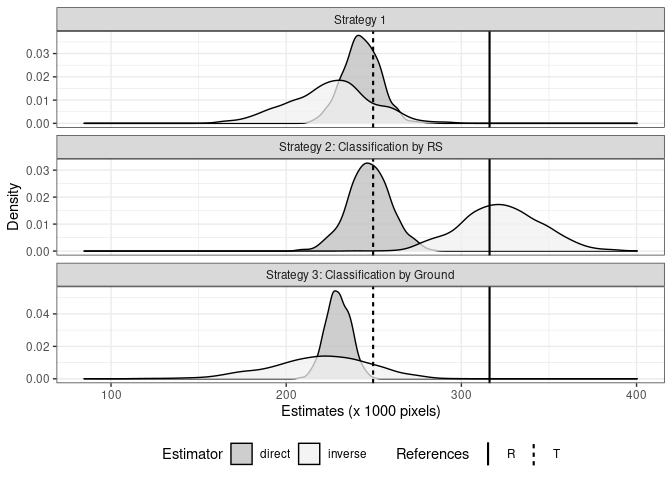 Strategy 1
0.03
0.02
0.01
0.00
Strategy 2: Classification by RS
0.03
0.02
0.01
0.00
Density
Strategy 3: Classification by Ground
0.04
0.02
0.00
100 200 300 400
Estimates (x 1000 pixels)
Estimator direct inverse References R T